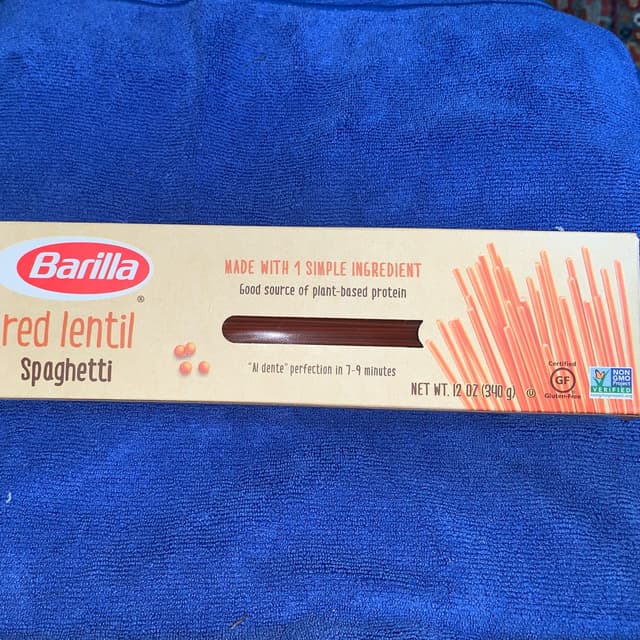 Barilla
®
red lentil
Spaghetti
MADE WITH 1 SIMPLE INGREDIENT
Good source of plant-based protein
"Al dente" perfection in 7-9 minutes
NET WT. 12 OZ (340 g)
U
Certified
GF
Gluten-Free
NON
GMO
Project
VERIFIED